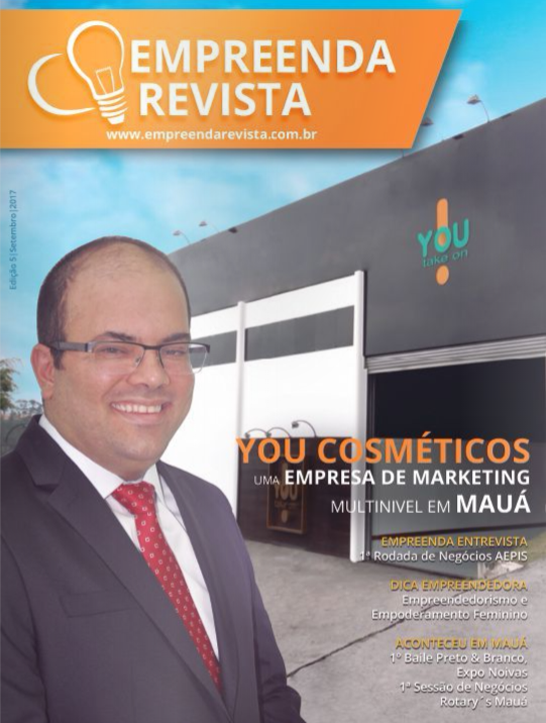 EMPREENDA
REVISTA
www.empreendarevista.com.br
Edição 5|Setembro|2017
YOU
take on
YOU
YOU COSMÉTICOS
UMA EMPRESA DE MARKETING
MULTINIVEL EM MAUÁ
EMPREENDA ENTREVISTA
1ª Rodada de Negócios AEPIS
DICA EMPREENDEDORA
Empreendedorismo e
Empoderamento Feminino
ACONTECEU EM MAUÁ
1º Baile Preto & Branco,
Expo Noivas
1ª Sessão de Negócios
Rotary´s Mauá